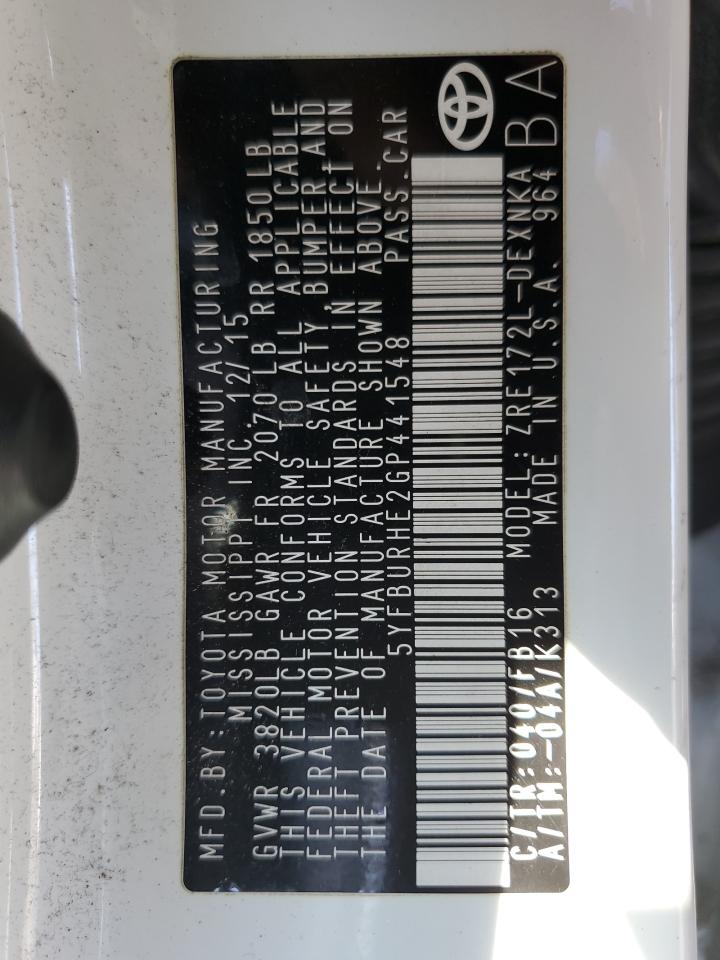 MFD.BY:TOYOTA MOTOR MANUFACTURING
MISSISSIPPI INC. 12/15
GVWR 3820LB GAWR FR 2070LB RR 1850LB
THIS VEHICLE CONFORMS TO ALL APPLICABLE
FEDERAL MOTOR VEHICLE SAFETY,BUMPER AND
THEFT PREVENTION STANDARDS IN EFFECT ON
THE DATE OF MANUFACTURE SHOWN ABOVE.
5YFBURHE2GP441548 PASS.CAR
C/TR:040/FB16 MODEL:ZRE172L-DEXNKA
A/TM:-04A/K313 MADE IN U.S.A. 964 BA